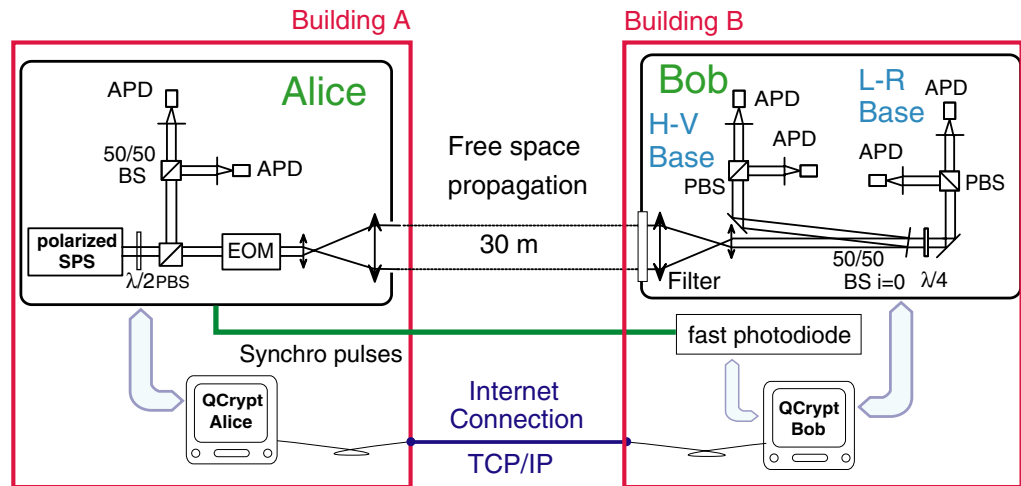 Building A
Building B
APD
Alice
50/50
BS
APD
polarized
SPS
λ/2
PBS
EOM
Free space
propagation
30 m
Bob
APD
H-V
Base
APD
PBS
L-R
Base
APD
APD
PBS
Filter
50/50
BS i=0
λ/4
Synchro pulses
fast photodiode
QCrypt
Alice
Internet
Connection
TCP/IP
QCrypt
Bob